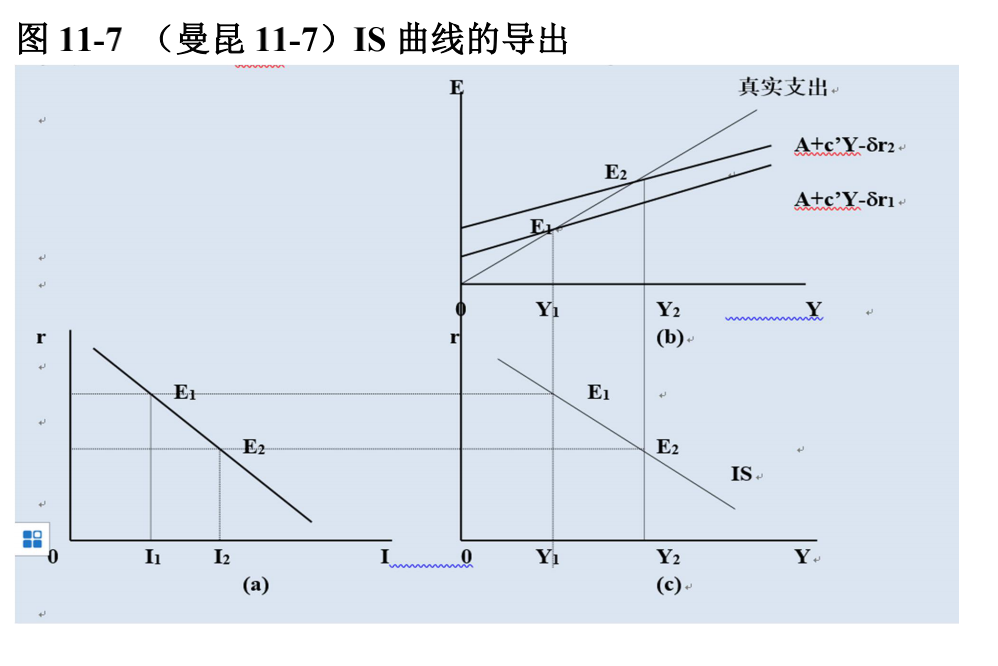 图 11-7 （曼昆 11-7）IS 曲线的导出
E
真实支出
A+c’Y-δr2
E2
A+c’Y-δr1
E1
0 Y1 Y2 Y
r r (b)
E1 E1
E2 E2
IS
0 I1 I2 I 0 Y1 Y2 Y
(a) (c)